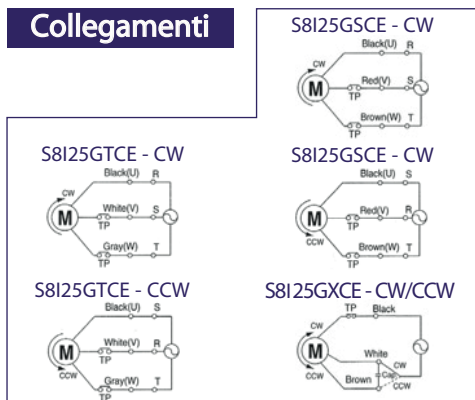 Collegamenti
S8I25GSCE - CW
Black(U) R
CW
M
Red(V) S
TP
Brown(W) T
TP
S8I25GTCE - CW
Black(U) R
CW
M
White(V) S
TP
Gray(W) T
TP
S8I25GSCE - CW
Black(U) S
M
Red(V) R
TP
CCW
Brown(W) T
TP
S8I25GTCE - CCW
Black(U) S
M
White(V) R
TP
CCW
Gray(W) T
TP
S8I25GXCE - CW/CCW
TP Black
CW
M
White
CW
Cap
CCW
Brown
CCW